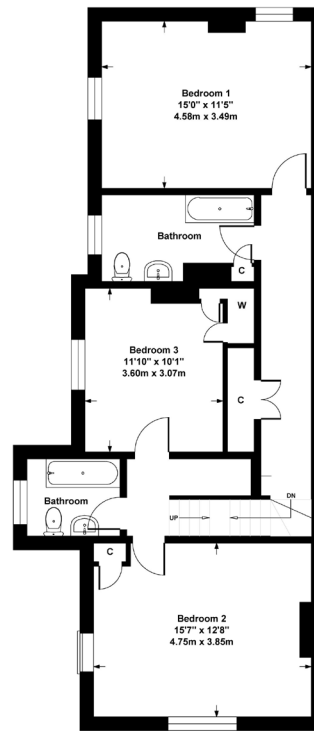 Bedroom 1
15'0" x 11'5"
4.58m x 3.49m
Bathroom
C
W
Bedroom 3
11'10" x 10'1"
3.60m x 3.07m
C
Bathroom
DN
UP
C
Bedroom 2
15'7" x 12'8"
4.75m x 3.85m